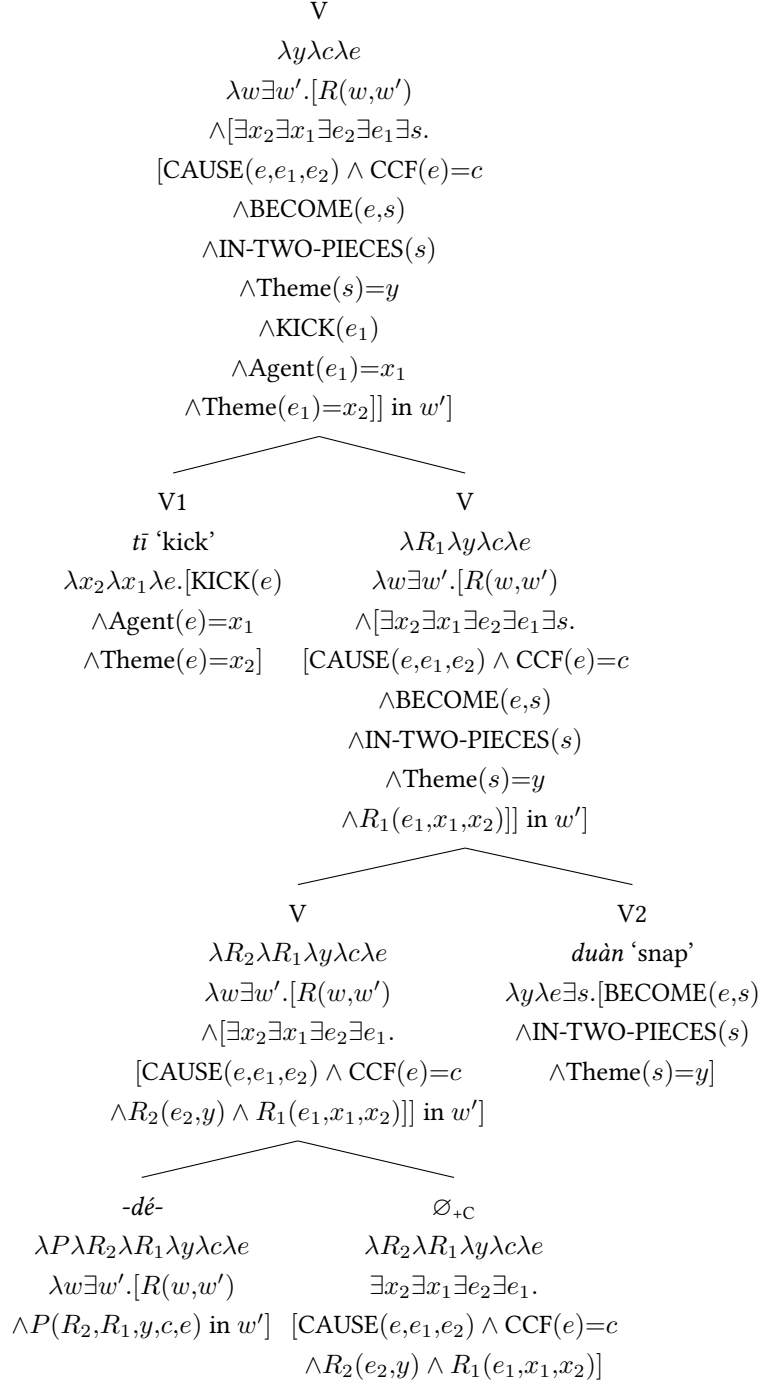 V
λyλcλe
λw∃w′.[R(w,w′)
∧[∃x₂∃x₁∃e₂∃e₁∃s.
[CAUSE(e,e₁,e₂) ∧ CCF(e)=c
∧BECOME(e,s)
∧IN-TWO-PIECES(s)
∧Theme(s)=y
∧KICK(e₁)
∧Agent(e₁)=x₁
∧Theme(e₁)=x₂]] in w′]
V1
tī ‘kick’
λx₂λx₁λe.[KICK(e)
∧Agent(e)=x₁
∧Theme(e)=x₂]
V
λR₁λyλcλe
λw∃w′.[R(w,w′)
∧[∃x₂∃x₁∃e₂∃e₁∃s.
[CAUSE(e,e₁,e₂) ∧ CCF(e)=c
∧BECOME(e,s)
∧IN-TWO-PIECES(s)
∧Theme(s)=y
∧R₁(e₁,x₁,x₂)]] in w′]
V
λR₂λR₁λyλcλe
λw∃w′.[R(w,w′)
∧[∃x₂∃x₁∃e₂∃e₁.
[CAUSE(e,e₁,e₂) ∧ CCF(e)=c
∧R₂(e₂,y) ∧ R₁(e₁,x₁,x₂)]] in w′]
V2
duàn ‘snap’
λyλe∃s.[BECOME(e,s)
∧IN-TWO-PIECES(s)
∧Theme(s)=y]
-dé-
λPλR₂λR₁λyλcλe
λw∃w′.[R(w,w′)
∧P(R₂,R₁,y,c,e) in w′]
∅₊C
λR₂λR₁λyλcλe
∃x₂∃x₁∃e₂∃e₁.
[CAUSE(e,e₁,e₂) ∧ CCF(e)=c
∧R₂(e₂,y) ∧ R₁(e₁,x₁,x₂)]